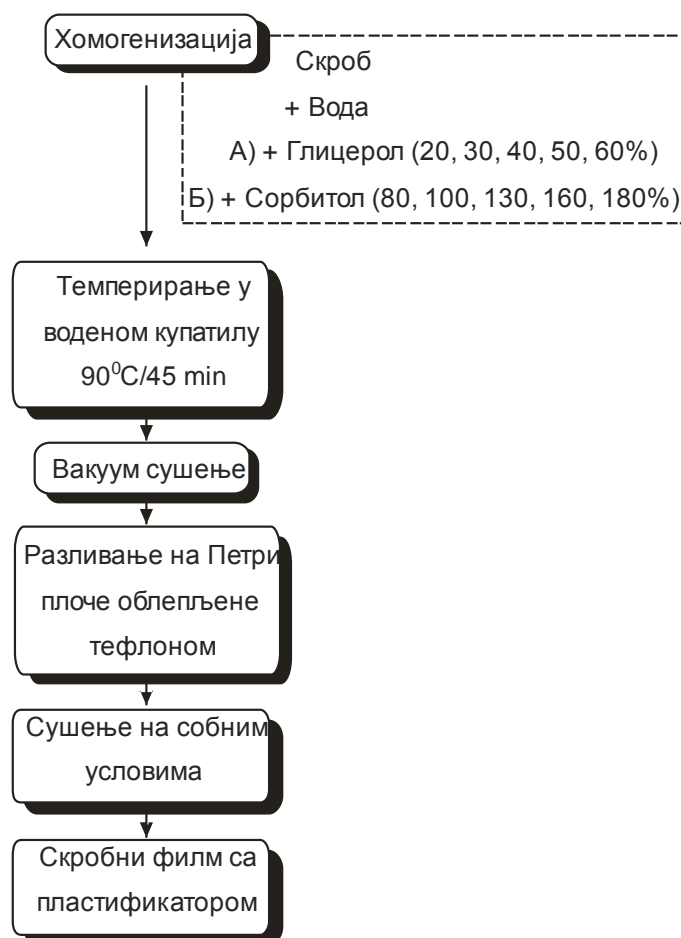 Хомогенизација
Скроб
+ Вода
А) + Глицерол (20, 30, 40, 50, 60%)
Б) + Сорбитол (80, 100, 130, 160, 180%)
Темперирање у
воденом купатилу
90⁰C/45 min
Вакуум сушење
Разливање на Петри
плоче облепљене
тефлоном
Сушење на собним
условима
Скробни филм са
пластификатором